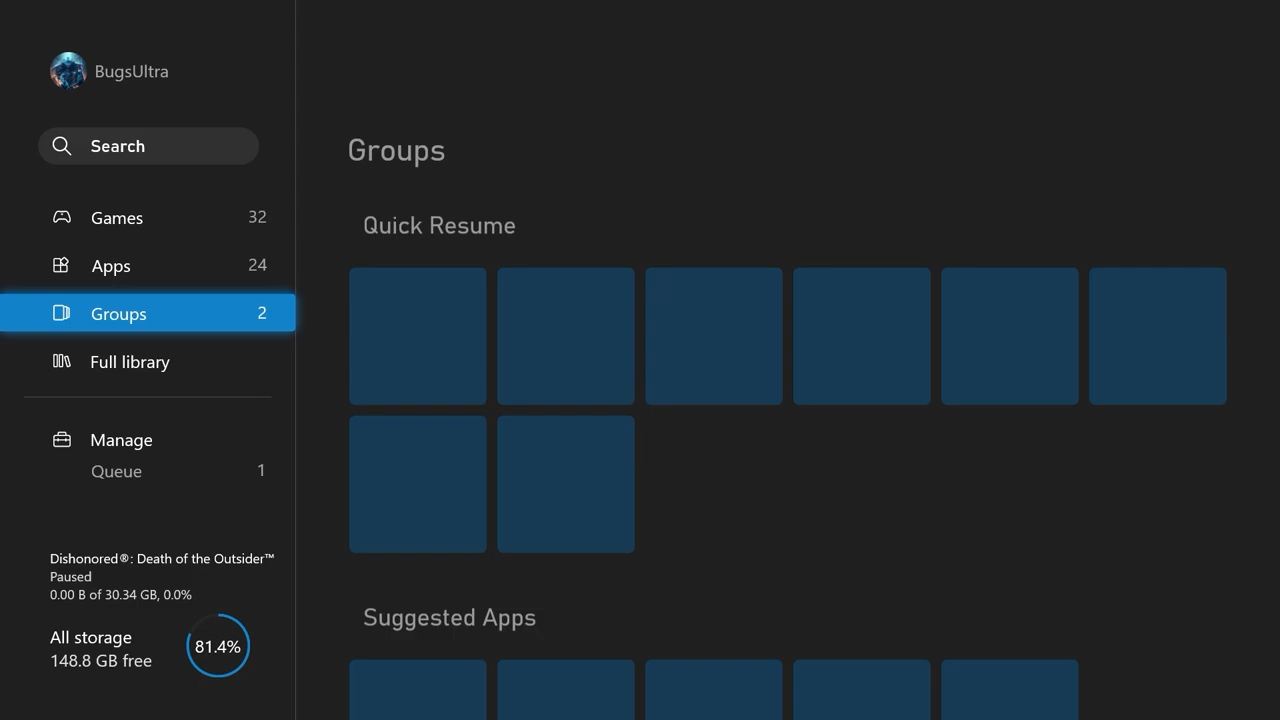 BugsUltra
Search
Games 32
Apps 24
Groups 2
Full library
Manage
Queue 1
Dishonored®: Death of the Outsider™
Paused
0.00 B of 30.34 GB, 0.0%
All storage
148.8 GB free
81.4%
Groups
Quick Resume
Suggested Apps